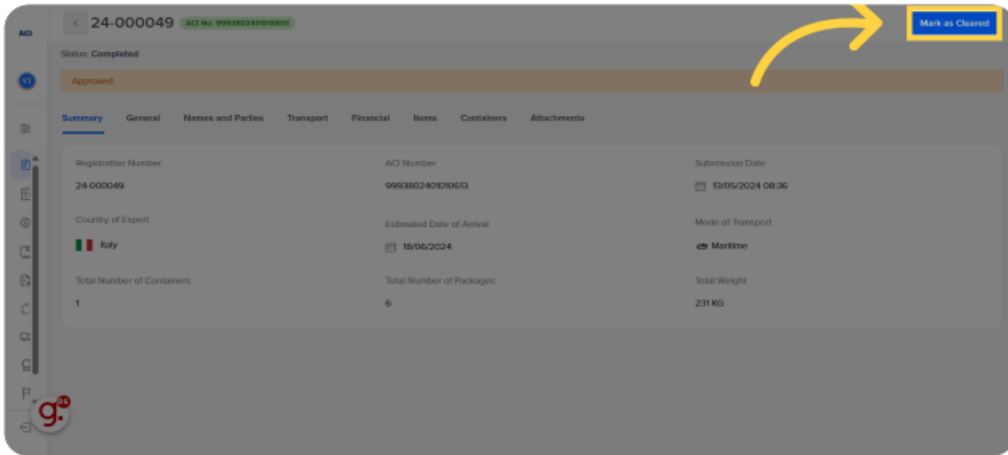 ACI
24-000049 ACI No: 9993802401010613 Mark as Cleared
Status: Completed
YT
Approved
Summary General Names and Parties Transport Financial Items Containers Attachments
Registration Number ACI Number Submission Date
24-000049 9993802401010613 13/05/2024 08:36
Country of Export Estimated Date of Arrival Mode of Transport
Italy 18/06/2024 Maritime
Total Number of Containers Total Number of Packages Total Weight
1 6 231 KG
g.